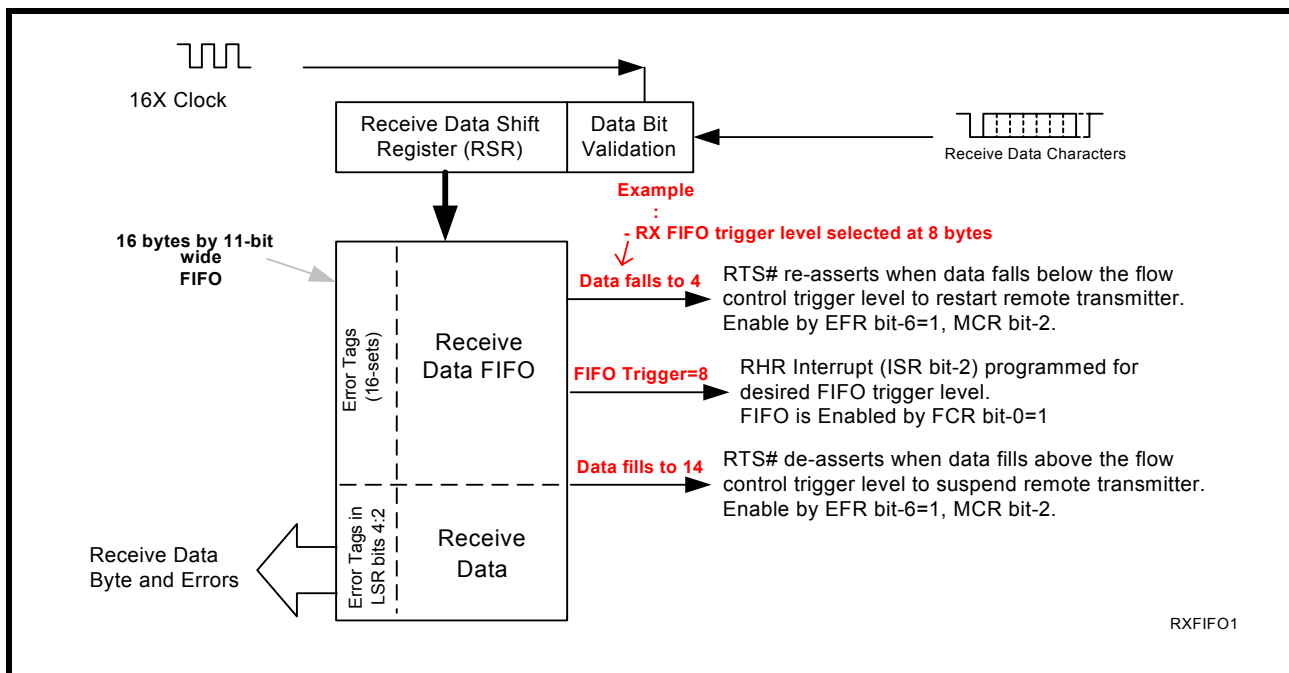 16X Clock
Receive Data Shift
Register (RSR)
Data Bit
Validation
Receive Data Characters
Example
:
- RX FIFO trigger level selected at 8 bytes
16 bytes by 11-bit
wide
FIFO
Data falls to 4
RTS# re-asserts when data falls below the flow
control trigger level to restart remote transmitter.
Enable by EFR bit-6=1, MCR bit-2.
Error Tags
(16-sets)
Receive
Data FIFO
FIFO Trigger=8
RHR Interrupt (ISR bit-2) programmed for
desired FIFO trigger level.
FIFO is Enabled by FCR bit-0=1
Data fills to 14
RTS# de-asserts when data fills above the flow
control trigger level to suspend remote transmitter.
Enable by EFR bit-6=1, MCR bit-2.
Error Tags in
LSR bits 4:2
Receive
Data
Receive Data
Byte and Errors
RXFIFO1